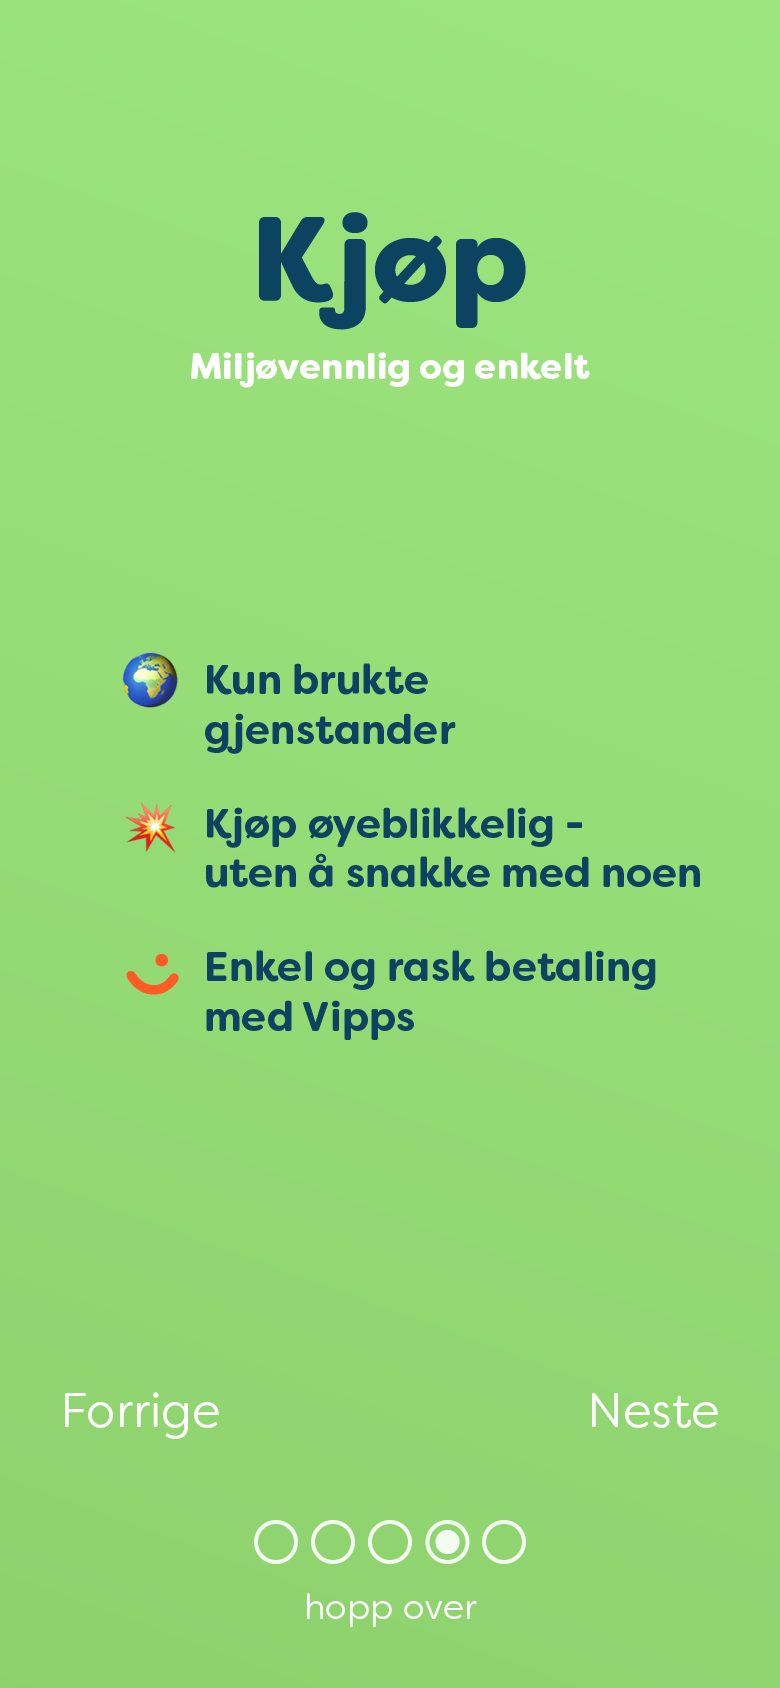 Kjøp
Miljøvennlig og enkelt
Kun brukte
gjenstander
Kjøp øyeblikkelig -
uten å snakke med noen
Enkel og rask betaling
med Vipps
Forrige
Neste
hopp over